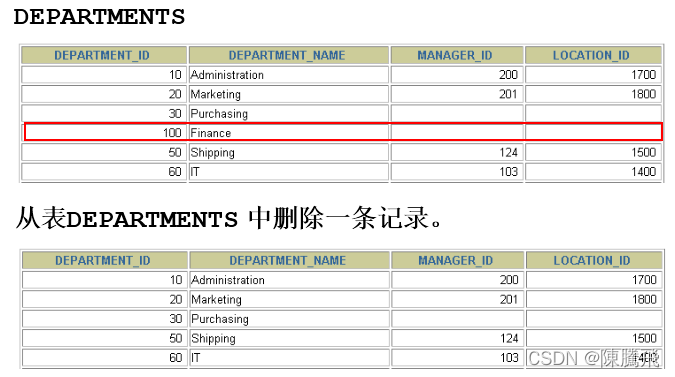 DEPARTMENTS
DEPARTMENT_ID DEPARTMENT_NAME MANAGER_ID LOCATION_ID
10 Administration 200 1700
20 Marketing 201 1800
30 Purchasing
100 Finance
50 Shipping 124 1500
60 IT 103 1400
从表DEPARTMENTS 中删除一条记录。
DEPARTMENT_ID DEPARTMENT_NAME MANAGER_ID LOCATION_ID
10 Administration 200 1700
20 Marketing 201 1800
30 Purchasing
50 Shipping 124 1500
60 IT 103 1400
CSDN @陳騰飛